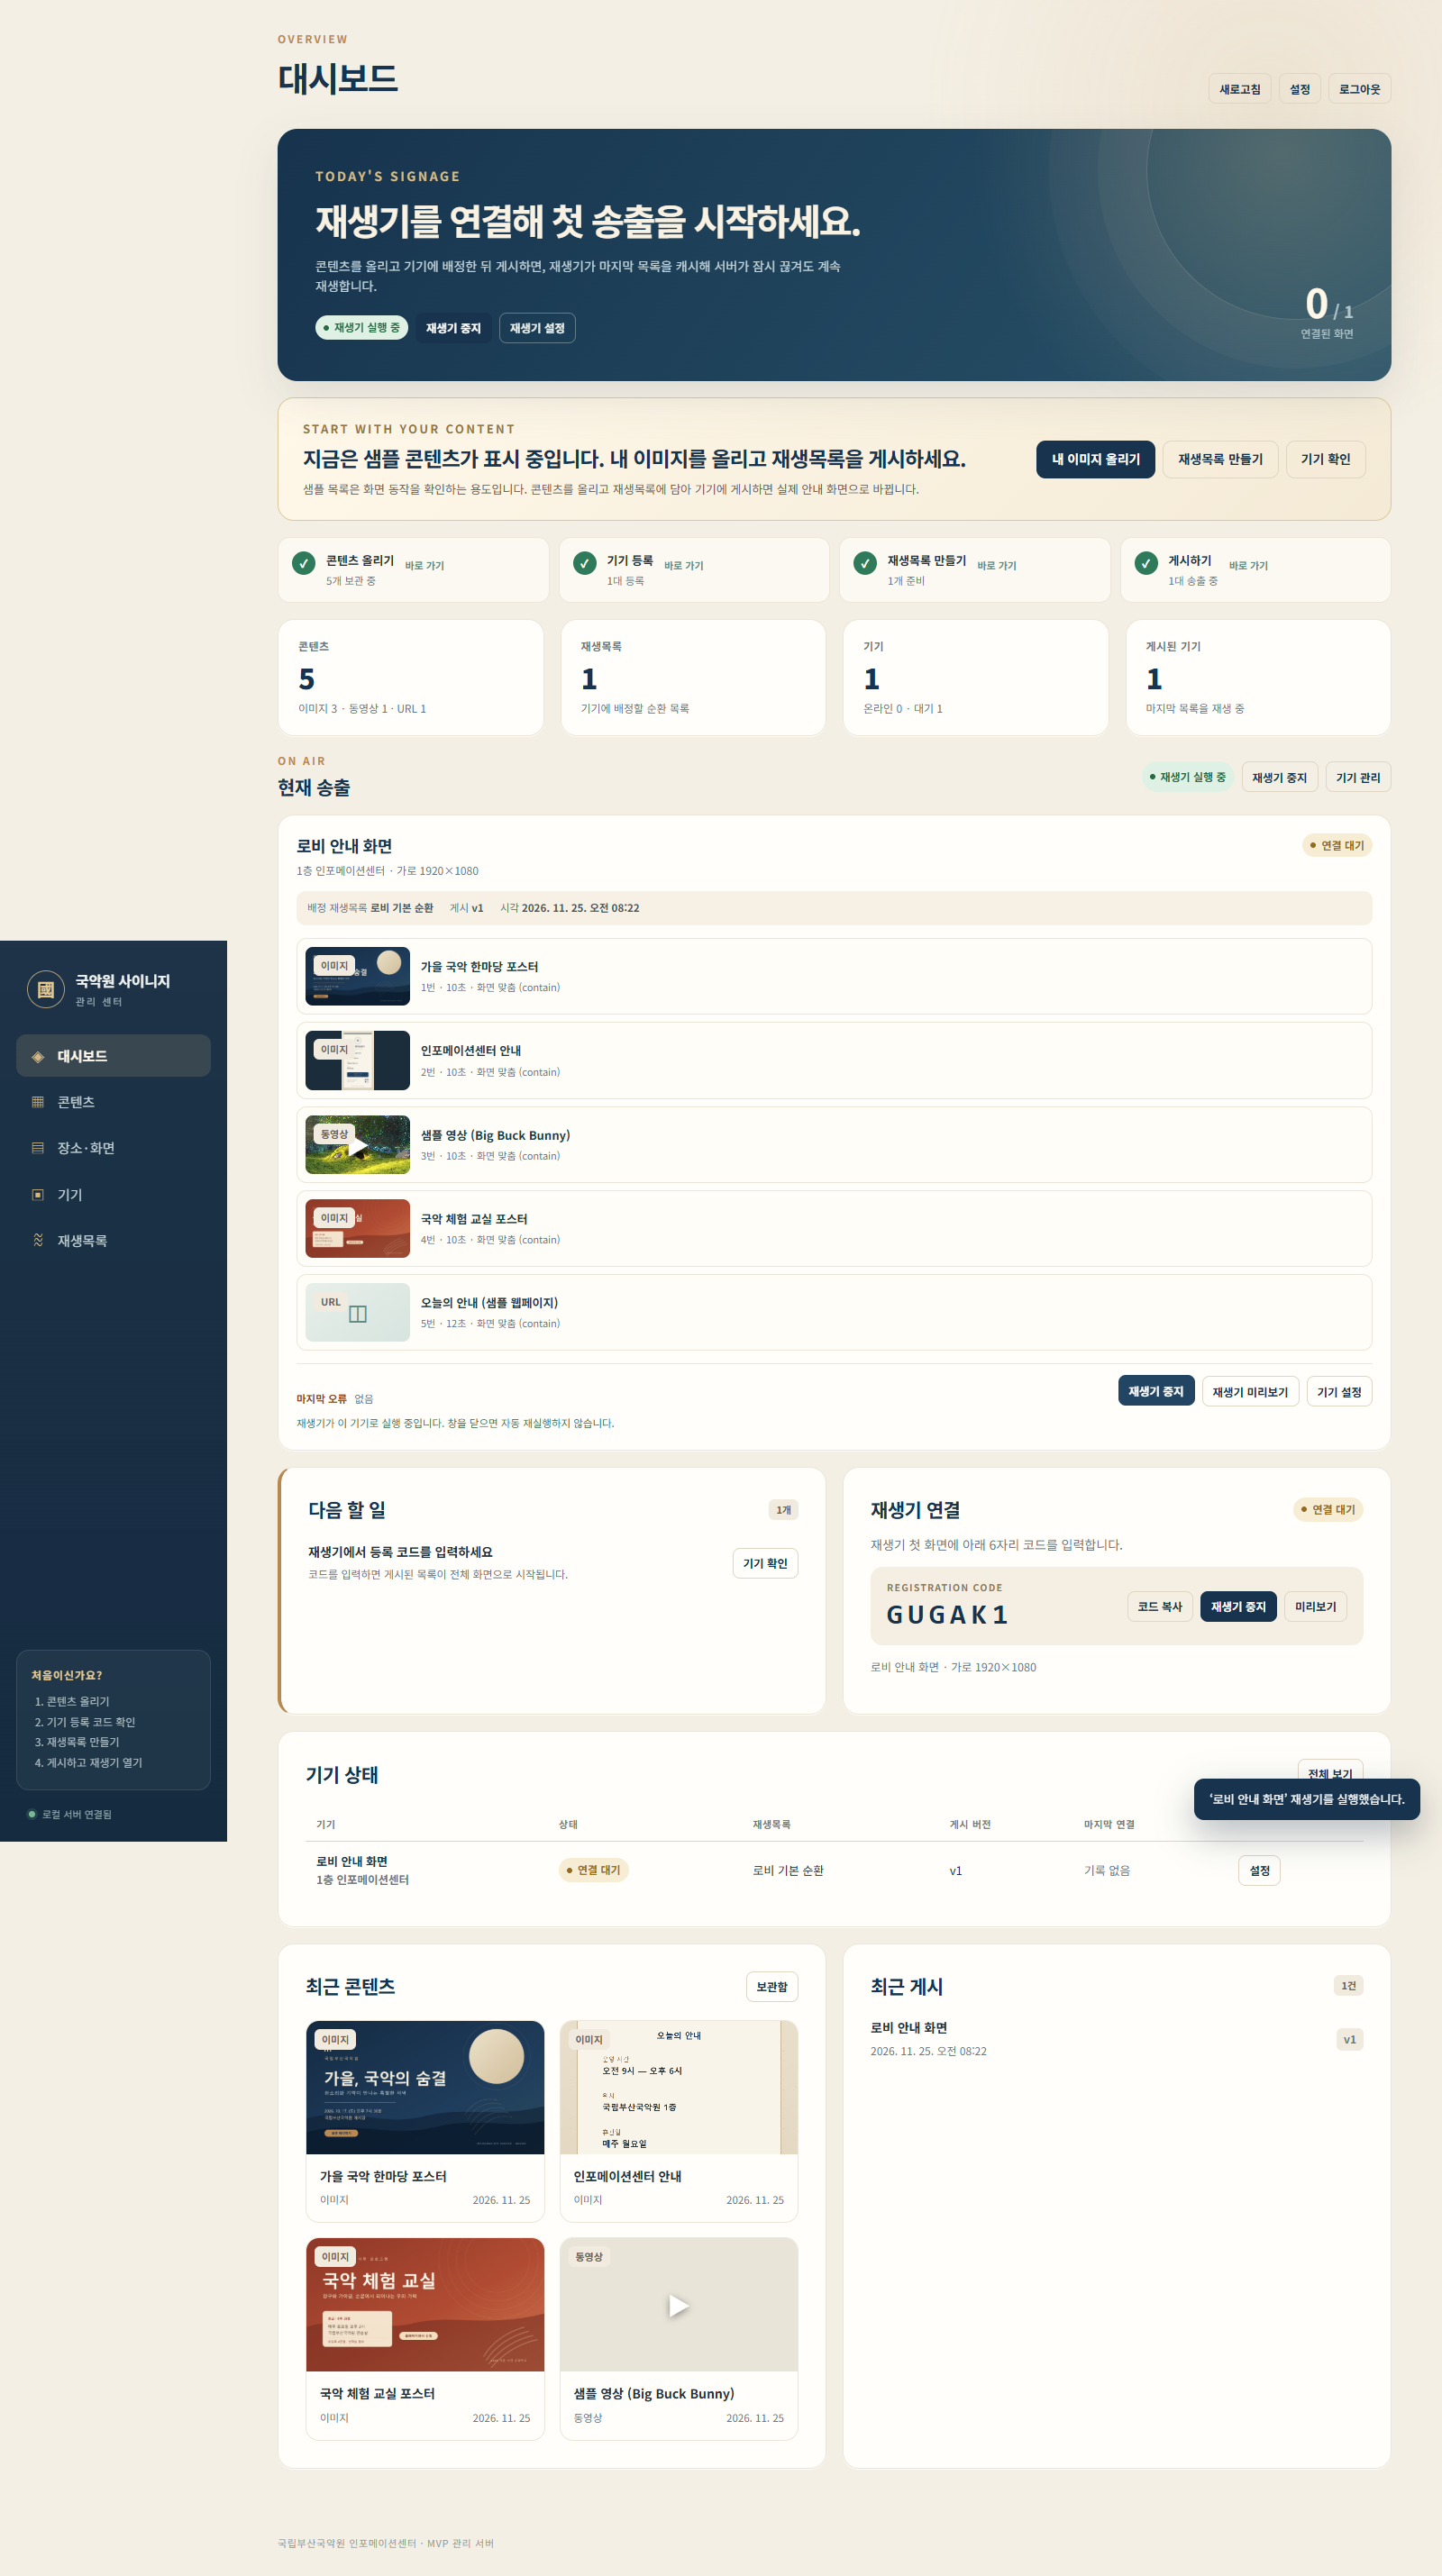 OVERVIEW
대시보드
새로고침
설정
로그아웃
TODAY'S SIGNAGE
재생기를 연결해 첫 송출을 시작하세요.
콘텐츠를 올리고 기기에 배정한 뒤 게시하면, 재생기가 마지막 목록을 캐시해 서버가 잠시 끊겨도 계속
재생합니다.
재생기 실행 중
재생기 중지
재생기 설정
0 / 1
연결된 화면
START WITH YOUR CONTENT
지금은 샘플 콘텐츠가 표시 중입니다. 내 이미지를 올리고 재생목록을 게시하세요.
샘플 목록은 화면 동작을 확인하는 용도입니다. 콘텐츠를 올리고 재생목록에 담아 기기에 게시하면 실제 안내 화면으로 바뀝니다.
내 이미지 올리기
재생목록 만들기
기기 확인
콘텐츠 올리기
바로 가기
5개 보관 중
기기 등록
바로 가기
1대 등록
재생목록 만들기
바로 가기
1개 준비
게시하기
바로 가기
1대 송출 중
콘텐츠
5
이미지 3 · 동영상 1 · URL 1
재생목록
1
기기에 배정할 순환 목록
기기
1
온라인 0 · 대기 1
게시된 기기
1
마지막 목록을 재생 중
ON AIR
현재 송출
재생기 실행 중
재생기 중지
기기 관리
로비 안내 화면
연결 대기
1층 인포메이션센터 · 가로 1920×1080
배정 재생목록 로비 기본 순환 게시 v1 시각 2026. 11. 25. 오전 08:22
이미지
가을 국악 한마당 포스터
1번 · 10초 · 화면 맞춤 (contain)
이미지
인포메이션센터 안내
2번 · 10초 · 화면 맞춤 (contain)
동영상
샘플 영상 (Big Buck Bunny)
3번 · 10초 · 화면 맞춤 (contain)
이미지
국악 체험 교실 포스터
4번 · 10초 · 화면 맞춤 (contain)
URL
오늘의 안내 (샘플 웹페이지)
5번 · 12초 · 화면 맞춤 (contain)
마지막 오류 없음
재생기가 이 기기로 실행 중입니다. 창을 닫으면 자동 재실행하지 않습니다.
재생기 중지
재생기 미리보기
기기 설정
國
국악원 사이니지
관리 센터
대시보드
콘텐츠
장소·화면
기기
재생목록
처음이신가요?
1. 콘텐츠 올리기
2. 기기 등록 코드 확인
3. 재생목록 만들기
4. 게시하고 재생기 열기
로컬 서버 연결됨
다음 할 일
1개
재생기에서 등록 코드를 입력하세요
코드를 입력하면 게시된 목록이 전체 화면으로 시작됩니다.
기기 확인
재생기 연결
연결 대기
재생기 첫 화면에 아래 6자리 코드를 입력합니다.
REGISTRATION CODE
GUGAK1
코드 복사
재생기 중지
미리보기
로비 안내 화면 · 가로 1920×1080
기기 상태
전체 보기
‘로비 안내 화면’ 재생기를 실행했습니다.
기기 상태 재생목록 게시 버전 마지막 연결
로비 안내 화면
1층 인포메이션센터
연결 대기
로비 기본 순환
v1
기록 없음
설정
최근 콘텐츠
보관함
이미지
가을, 국악의 숨결
가을 국악 한마당 포스터
이미지 2026. 11. 25
이미지
오늘의 안내
운영 시간
오전 9시 — 오후 6시
국립부산국악원 1층
휴관일
매주 월요일
인포메이션센터 안내
이미지 2026. 11. 25
이미지
국악 체험 교실
국악 체험 교실 포스터
이미지 2026. 11. 25
동영상
샘플 영상 (Big Buck Bunny)
동영상 2026. 11. 25
최근 게시
1건
로비 안내 화면
2026. 11. 25. 오전 08:22
v1
국립부산국악원 인포메이션센터 · MVP 관리 서버